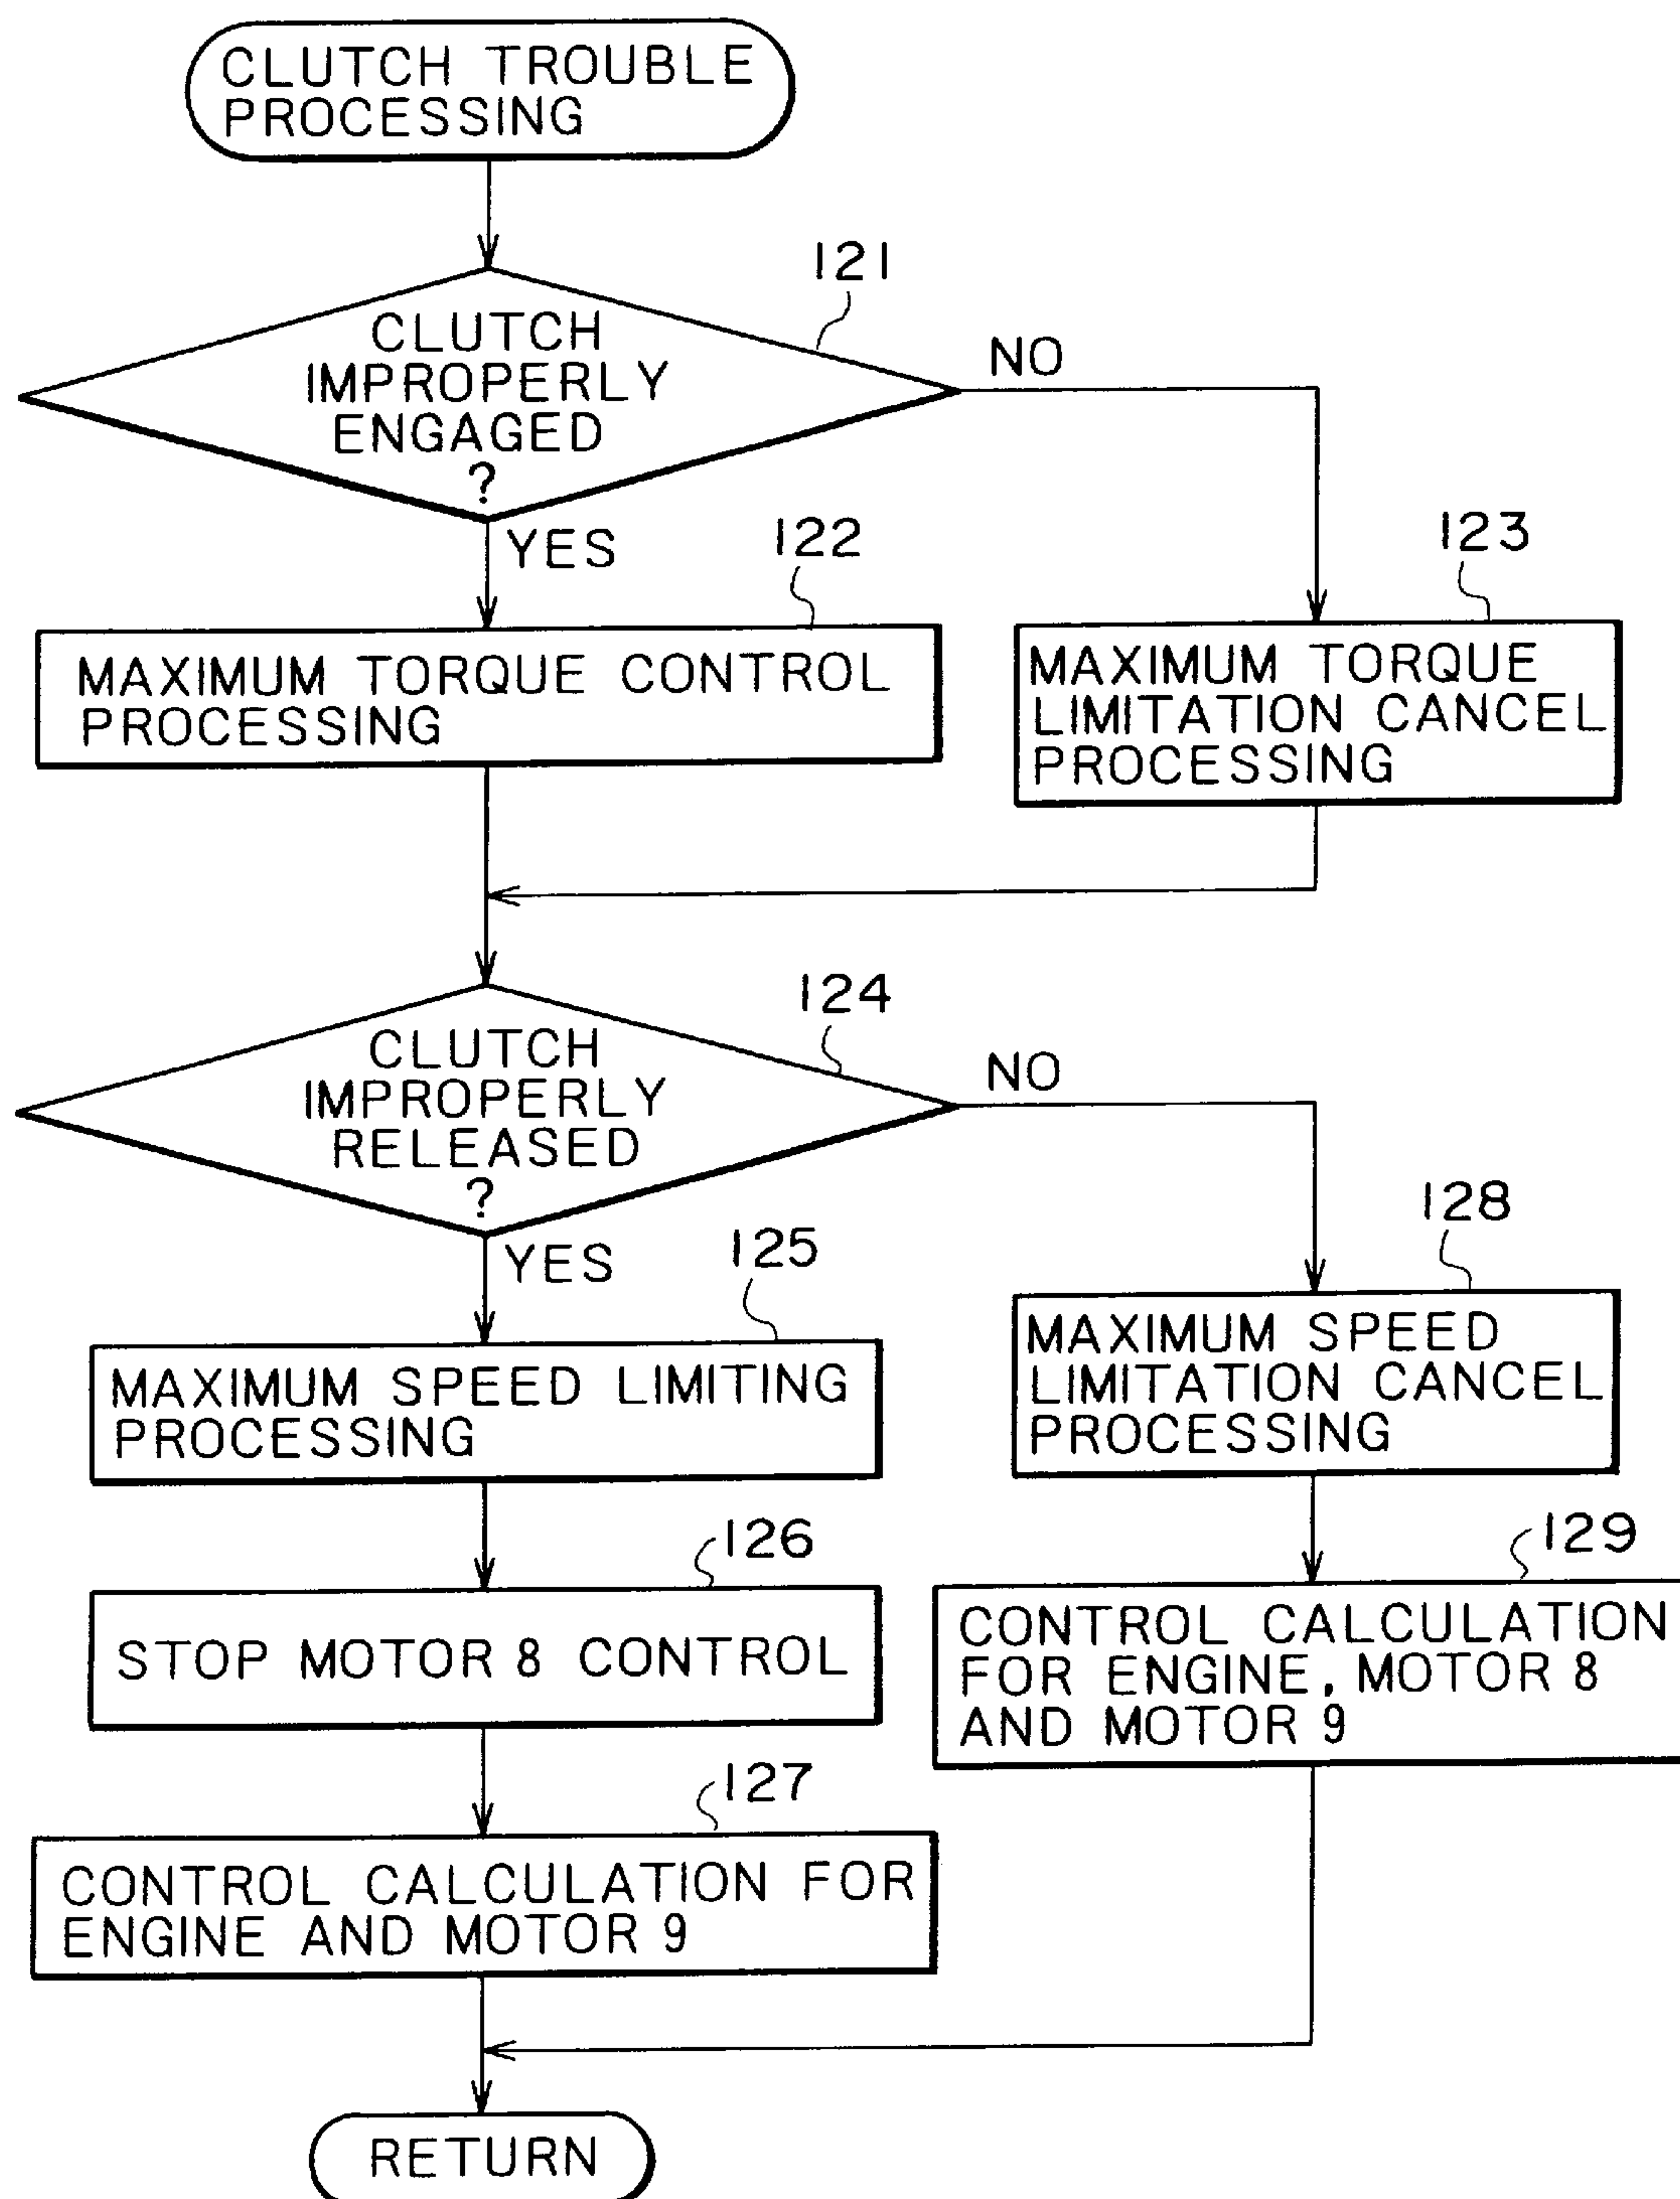 CLUTCH TROUBLE
PROCESSING
121
CLUTCH
IMPROPERLY
ENGAGED
?
NO
YES
122
123
MAXIMUM TORQUE CONTROL
PROCESSING
MAXIMUM TORQUE
LIMITATION CANCEL
PROCESSING
124
CLUTCH
IMPROPERLY
RELEASED
?
NO
YES
125
128
MAXIMUM SPEED LIMITING
PROCESSING
MAXIMUM SPEED
LIMITATION CANCEL
PROCESSING
126
129
STOP MOTOR 8 CONTROL
CONTROL CALCULATION
FOR ENGINE, MOTOR 8
AND MOTOR 9
127
CONTROL CALCULATION FOR
ENGINE AND MOTOR 9
RETURN